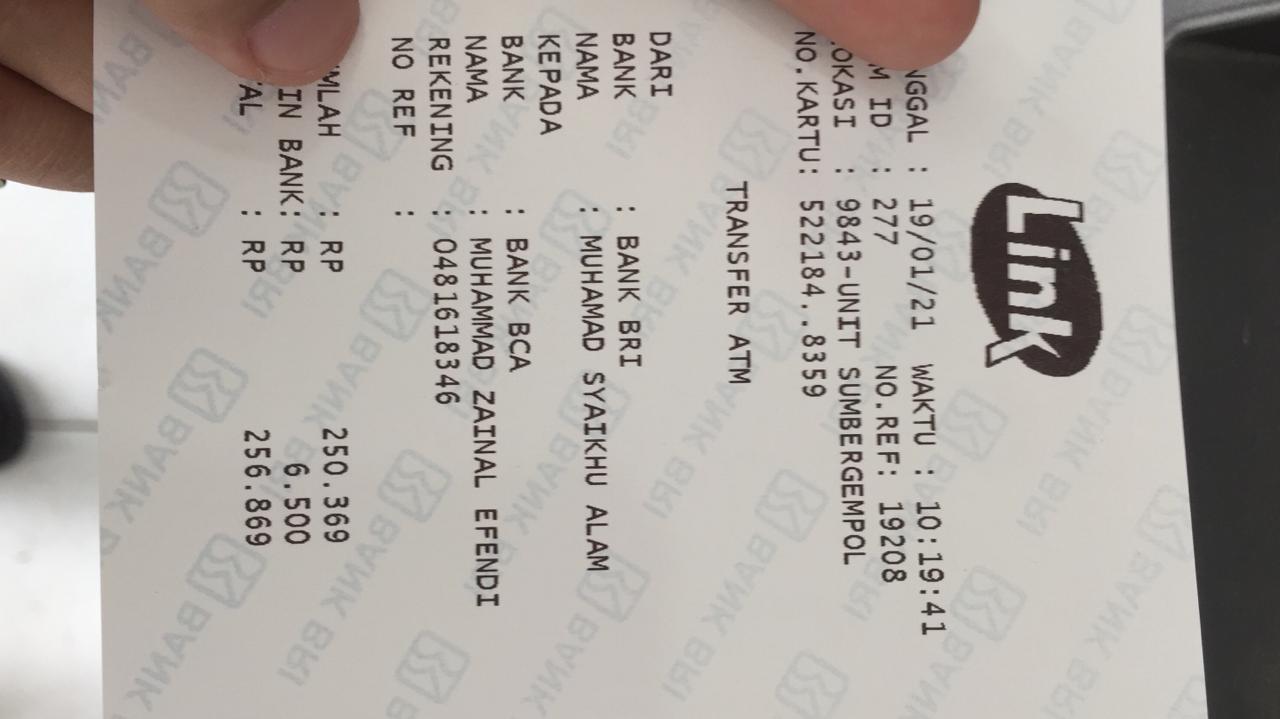 Link
NGGAL : 19/01/21 WAKTU : 10:19:41
M ID : 277 NO.REF: 19208
OKASI : 9843-UNIT SUMBERGEMPOL
NO.KARTU: 522184..8359
TRANSFER ATM
DARI
BANK : BANK BRI
NAMA : MUHAMAD SYAIKHU ALAM
KEPADA
BANK : BANK BCA
NAMA : MUHAMMAD ZAINAL EFENDI
REKENING : 0481618346
NO REF :
MLAH : RP 250.369
IN BANK: RP 6.500
AL : RP 256.869
BANK BRI